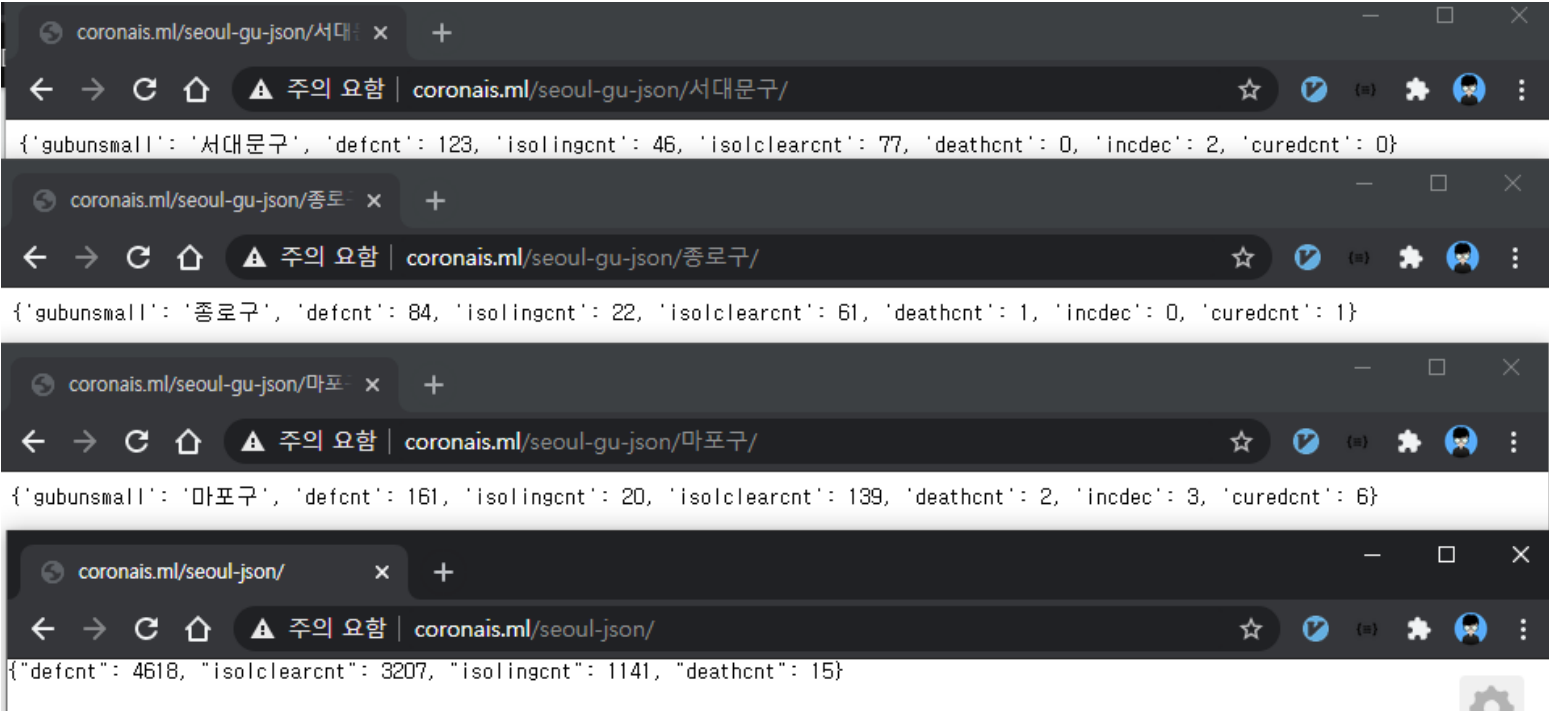 coronais.ml/seoul-gu-json/서대
주의 요함 | coronais.ml/seoul-gu-json/서대문구/
{'gubunsmall': '서대문구', 'defcnt': 123, 'isolingcnt': 46, 'isolclearcnt': 77, 'deathcnt': 0, 'incdec': 2, 'curedcnt': 0}
coronais.ml/seoul-gu-json/종로
주의 요함 | coronais.ml/seoul-gu-json/종로구/
{'gubunsmall': '종로구', 'defcnt': 84, 'isolingcnt': 22, 'isolclearcnt': 61, 'deathcnt': 1, 'incdec': 0, 'curedcnt': 1}
coronais.ml/seoul-gu-json/마포
주의 요함 | coronais.ml/seoul-gu-json/마포구/
{'gubunsmall': '마포구', 'defcnt': 161, 'isolingcnt': 20, 'isolclearcnt': 139, 'deathcnt': 2, 'incdec': 3, 'curedcnt': 6}
coronais.ml/seoul-json/
주의 요함 | coronais.ml/seoul-json/
{"defcnt": 4618, "isolclearcnt": 3207, "isolingcnt": 1141, "deathcnt": 15}